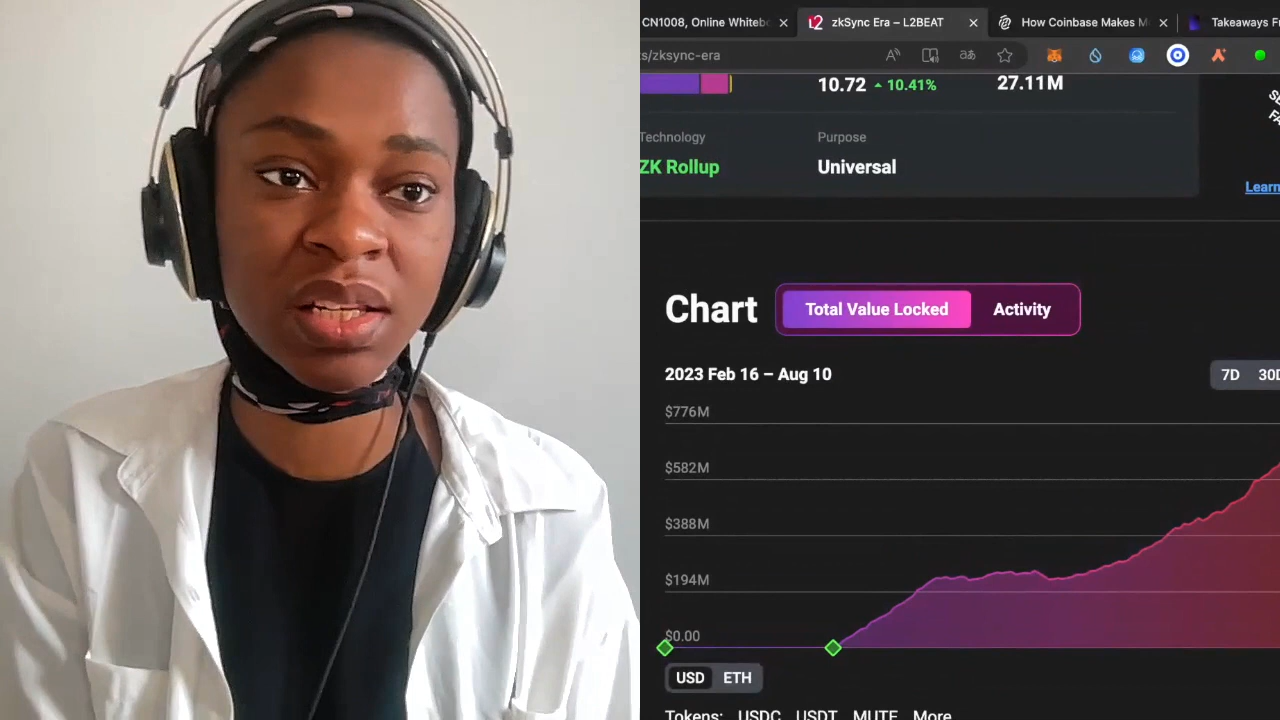 CN1008, Online Whitebo
zkSync Era – L2BEAT
How Coinbase Makes M
Takeaways Fr
s/zksync-era
10.72 10.41%
27.11M
Technology
Purpose
ZK Rollup
Universal
Learn
Chart
Total Value Locked
Activity
2023 Feb 16 – Aug 10
7D
30D
$776M
$582M
$388M
$194M
$0.00
USD
ETH
Tokens: USDC USDT MUTE More